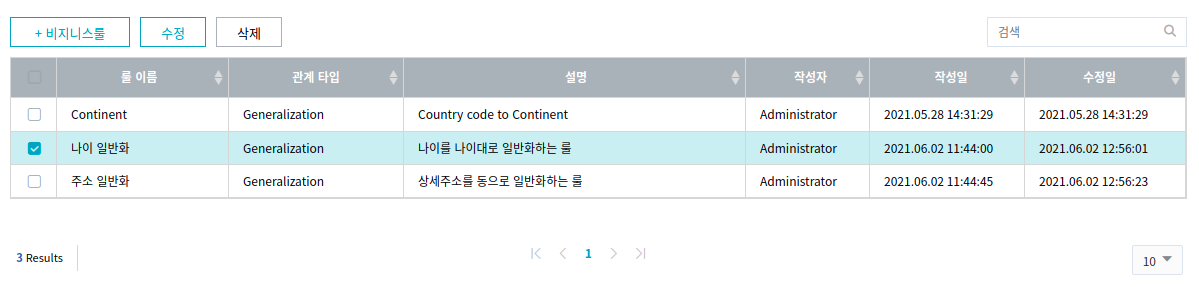 + 비지니스룰 수정 삭제 검색
룰 이름 관계 타입 설명 작성자 작성일 수정일
Continent Generalization Country code to Continent Administrator 2021.05.28 14:31:29 2021.05.28 14:31:29
나이 일반화 Generalization 나이를 나이대로 일반화하는 룰 Administrator 2021.06.02 11:44:00 2021.06.02 12:56:01
주소 일반화 Generalization 상세주소를 동으로 일반화하는 룰 Administrator 2021.06.02 11:44:45 2021.06.02 12:56:23
3 Results 1 10